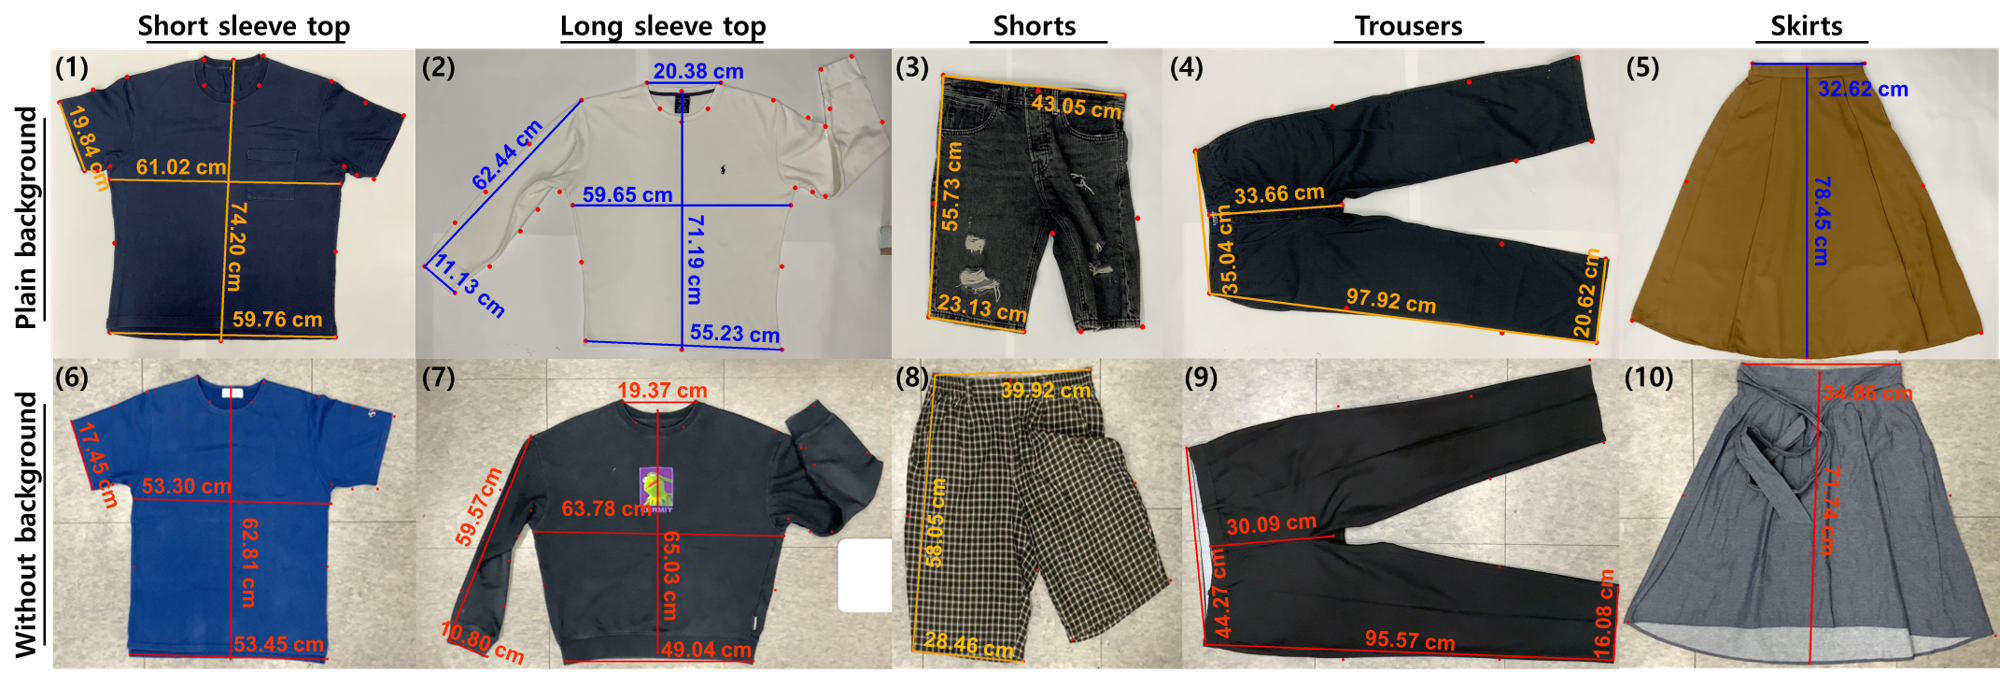 Short sleeve top
Long sleeve top
Shorts
Trousers
Skirts
Plain background
(1)
19.84 cm
61.02 cm
74.20 cm
59.76 cm
(2)
20.38 cm
62.44 cm
59.65 cm
71.19 cm
11.13 cm
55.23 cm
(3)
43.05 cm
55.73 cm
23.13 cm
(4)
33.66 cm
35.04 cm
97.92 cm
20.62 cm
(5)
32.62 cm
78.45 cm
Without background
(6)
17.45 cm
53.30 cm
62.81 cm
53.45 cm
(7)
19.37 cm
59.57cm
63.78 cm
65.03 cm
10.80 cm
49.04 cm
(8)
39.92 cm
58.05 cm
28.46 cm
(9)
30.09 cm
44.27 cm
95.57 cm
16.08 cm
(10)
34.86 cm
71.74 cm